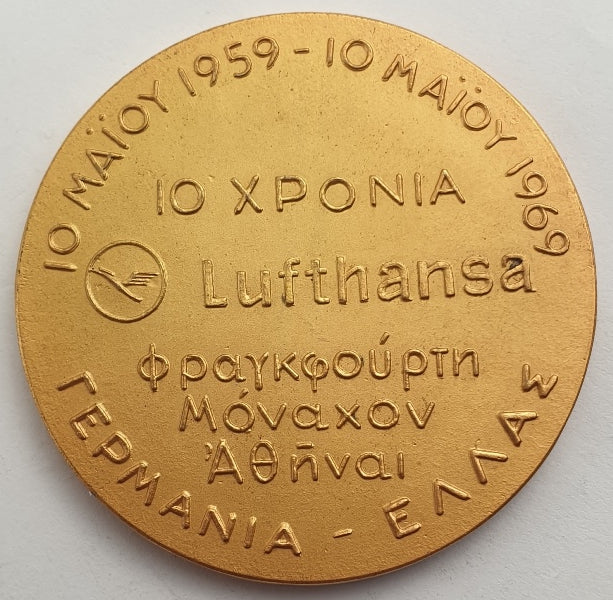 10 ΜΑΪΟΥ 1959 - 10 ΜΑΪΟΥ 1969
10 ΧΡΟΝΙΑ
Lufthansa
φραγκφούρτη
Μόναχον
Ἀθῆναι
ΓΕΡΜΑΝΙΑ - ΕΛΛΑΣ